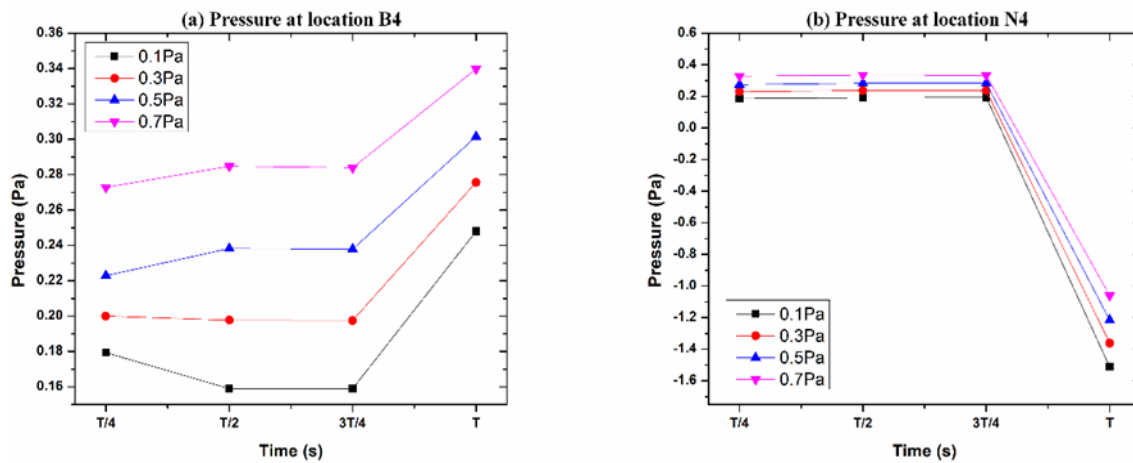 (a) Pressure at location B4
0.36
0.34
0.32
0.30
0.28
0.26
0.24
0.22
0.20
0.18
0.16
Pressure (Pa)
0.1Pa
0.3Pa
0.5Pa
0.7Pa
T/4
T/2
3T/4
T
Time (s)
(b) Pressure at location N4
0.6
0.4
0.2
0.0
-0.2
-0.4
-0.6
-0.8
-1.0
-1.2
-1.4
-1.6
Pressure (Pa)
0.1Pa
0.3Pa
0.5Pa
0.7Pa
T/4
T/2
3T/4
T
Time (s)